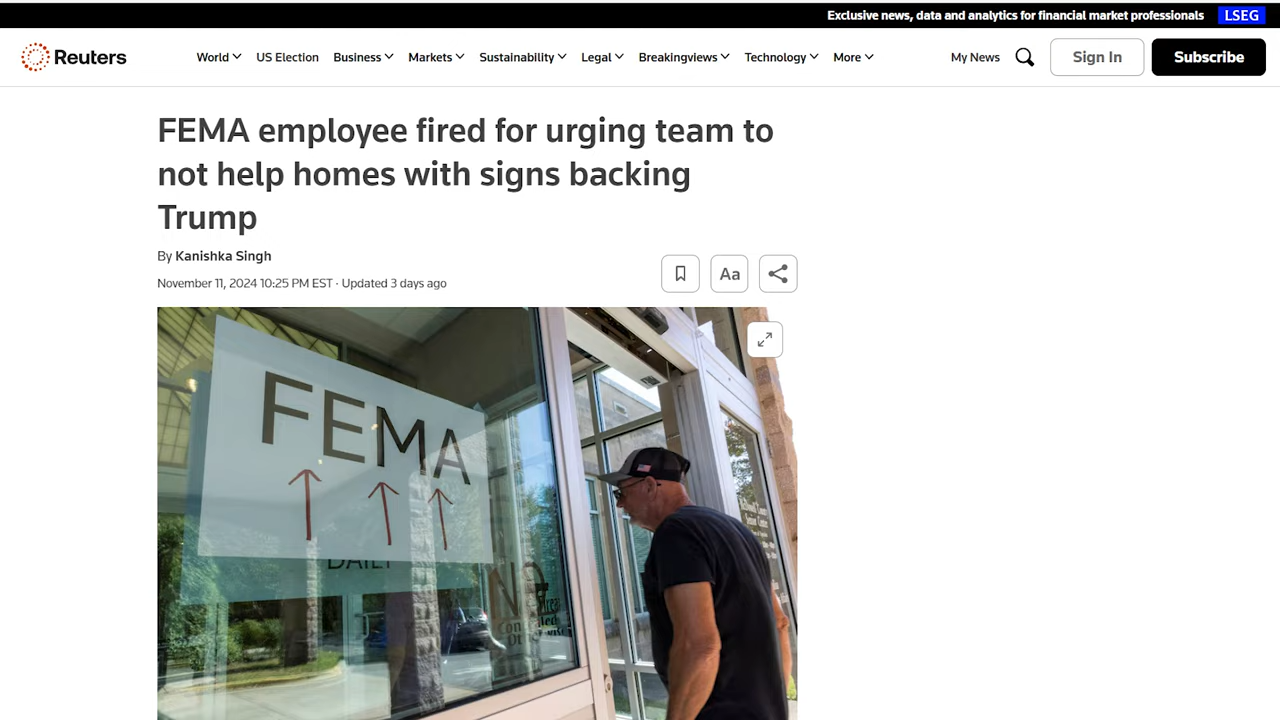 Exclusive news, data and analytics for financial market professionals LSEG
Reuters World US Election Business Markets Sustainability Legal Breakingviews Technology More My News Sign In Subscribe
FEMA employee fired for urging team to
not help homes with signs backing
Trump
By Kanishka Singh
November 11, 2024 10:25 PM EST · Updated 3 days ago
Aa
FEMA
DAILY
NO